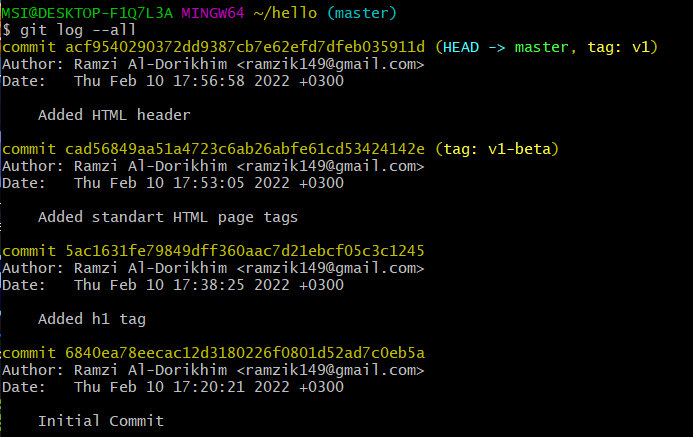 MSI@DESKTOP-F1Q7L3A MINGW64 ~/hello (master)
$ git log --all
commit acf9540290372dd9387cb7e62efd7dfeb035911d (HEAD -> master, tag: v1)
Author: Ramzi Al-Dorikhim <ramzik149@gmail.com>
Date:   Thu Feb 10 17:56:58 2022 +0300
Added HTML header
commit cad56849aa51a4723c6ab26abfe61cd53424142e (tag: v1-beta)
Author: Ramzi Al-Dorikhim <ramzik149@gmail.com>
Date:   Thu Feb 10 17:53:05 2022 +0300
Added standart HTML page tags
commit 5ac1631fe79849dff360aac7d21ebcf05c3c1245
Author: Ramzi Al-Dorikhim <ramzik149@gmail.com>
Date:   Thu Feb 10 17:38:25 2022 +0300
Added h1 tag
commit 6840ea78eecac12d3180226f0801d52ad7c0eb5a
Author: Ramzi Al-Dorikhim <ramzik149@gmail.com>
Date:   Thu Feb 10 17:20:21 2022 +0300
Initial Commit